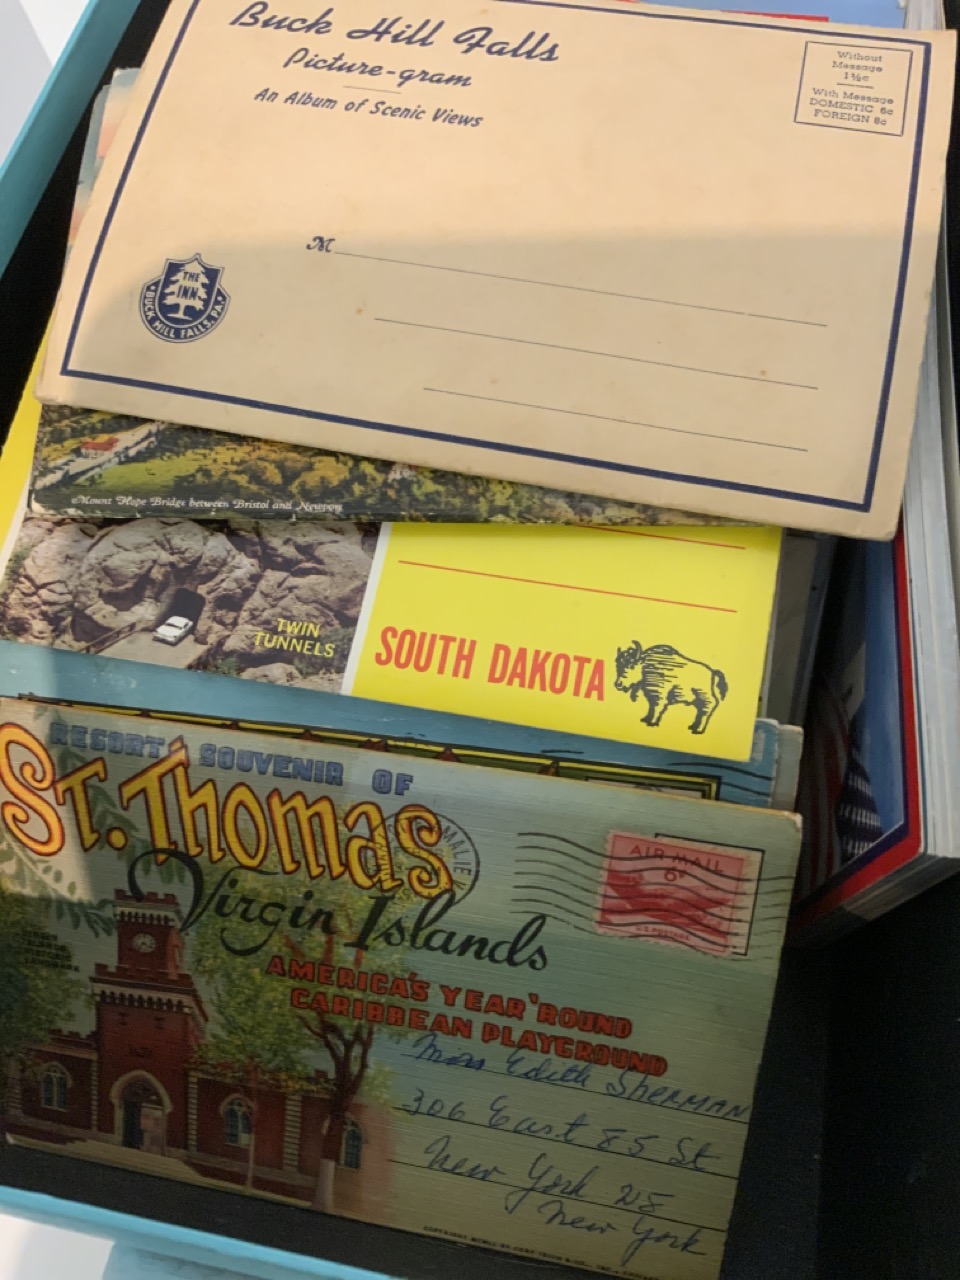 Buck Hill Falls
Picture-gram
An Album of Scenic Views
Without
Message
1½c
With Message
DOMESTIC 6c
FOREIGN 8c
M
THE
INN
BUCK HILL FALLS, PA.
Mount Hope Bridge between Bristol and Newport
TWIN
TUNNELS
SOUTH DAKOTA
RESORT SOUVENIR OF
ST. THOMAS
Virgin Islands
AMERICA'S YEAR 'ROUND
CARIBBEAN PLAYGROUND
AIR MAIL
6¢
U.S. POSTAGE
Edith Sherman
306 East 85 St
New York 28
New York